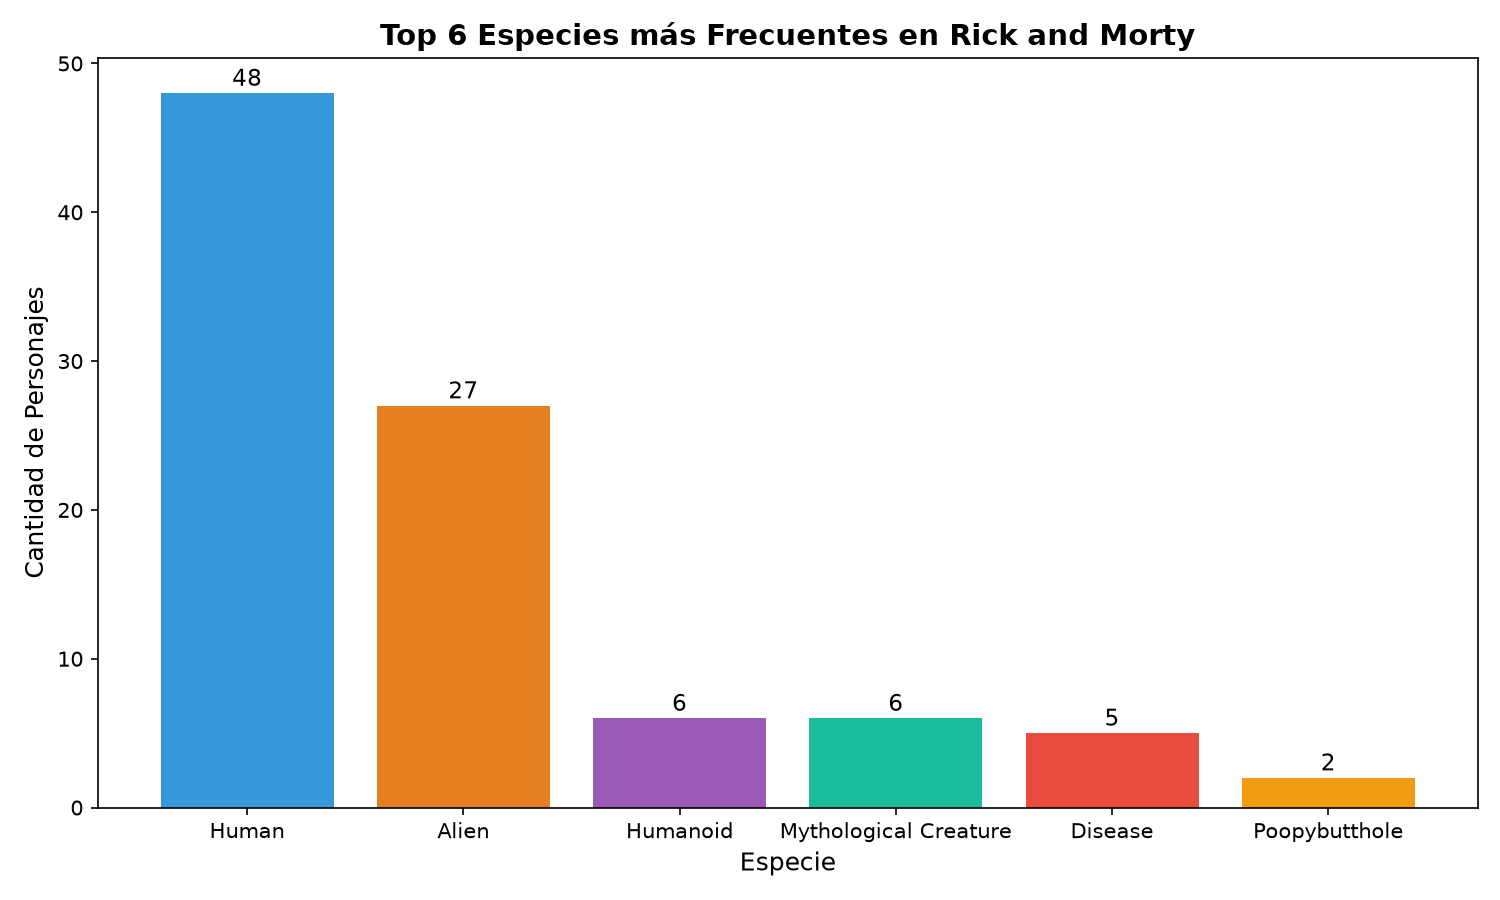 Top 6 Especies más Frecuentes en Rick and Morty
Cantidad de Personajes
50
40
30
20
10
0
48
27
6
6
5
2
Human
Alien
Humanoid
Mythological Creature
Disease
Poopybutthole
Especie